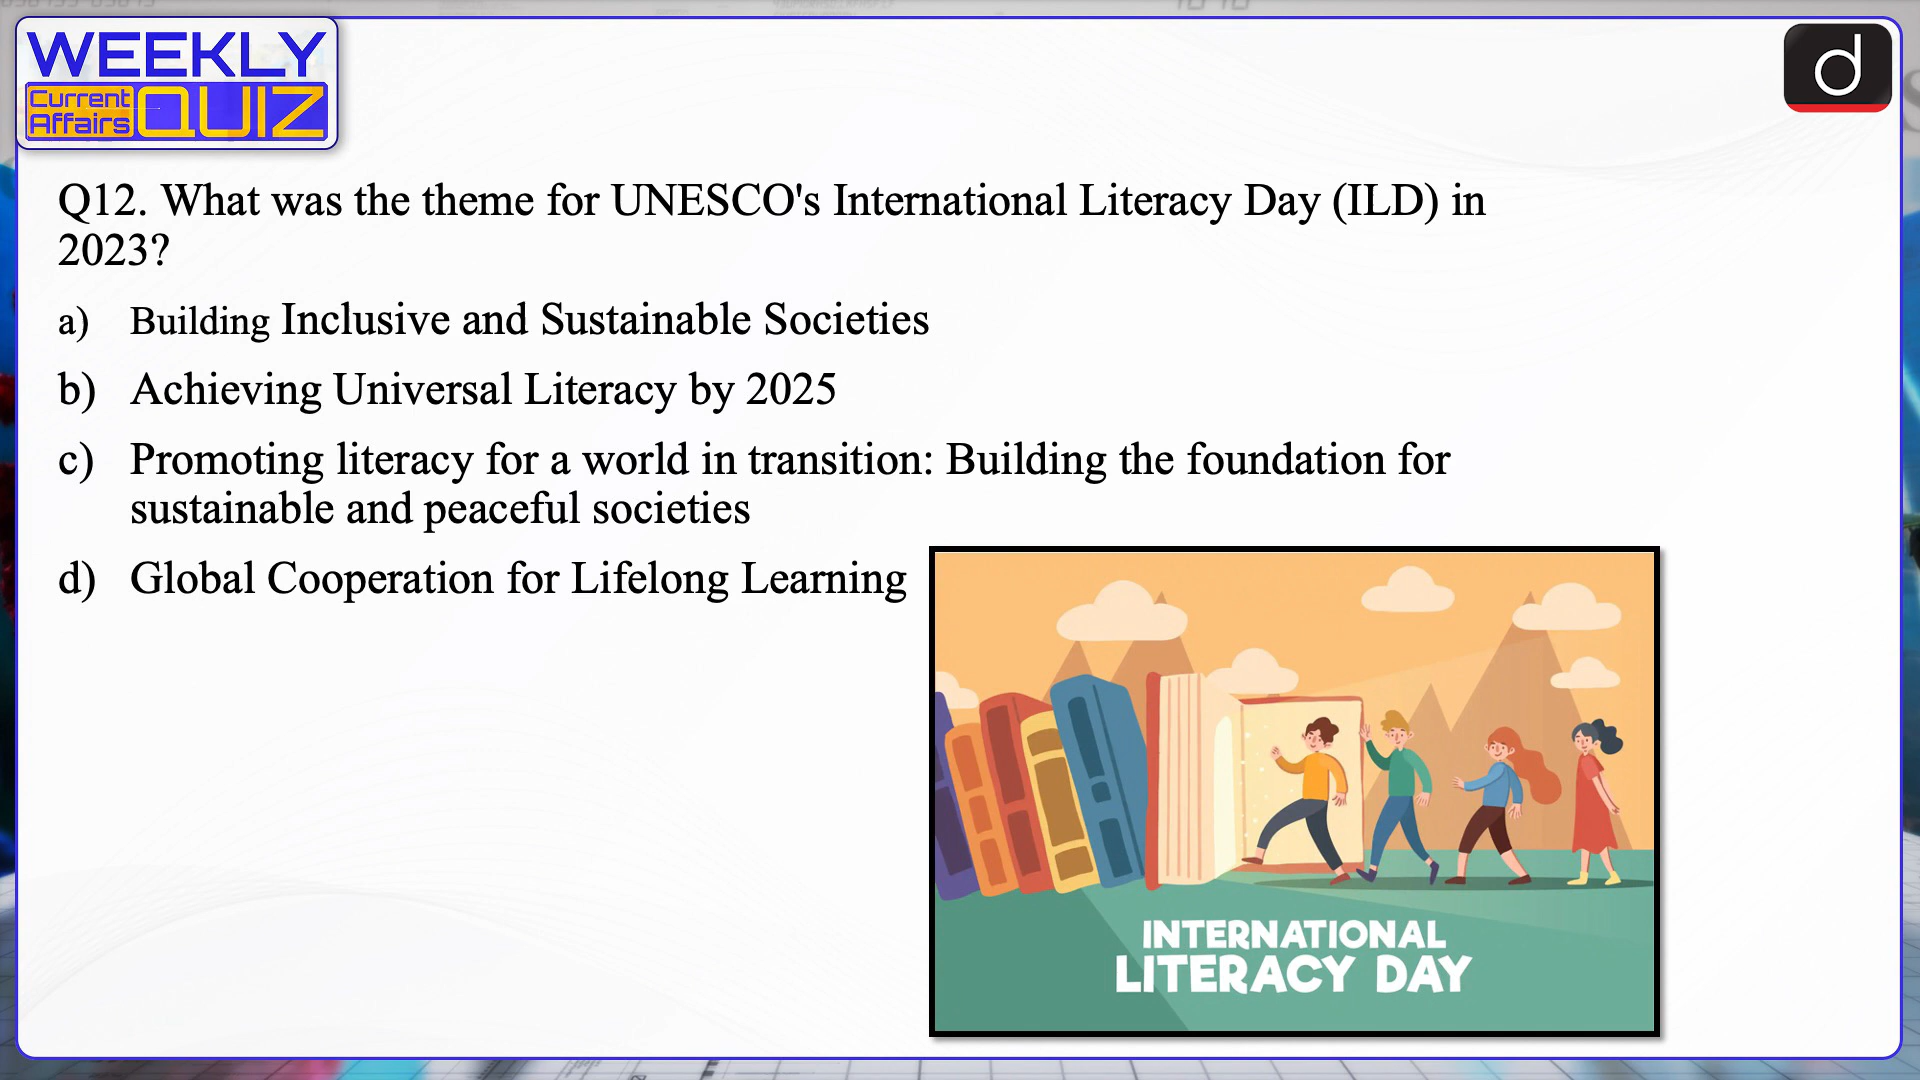 WEEKLY
Current
Affairs
QUIZ
d
Q12. What was the theme for UNESCO's International Literacy Day (ILD) in
2023?
a) Building Inclusive and Sustainable Societies
b) Achieving Universal Literacy by 2025
c) Promoting literacy for a world in transition: Building the foundation for
sustainable and peaceful societies
d) Global Cooperation for Lifelong Learning
INTERNATIONAL
LITERACY DAY